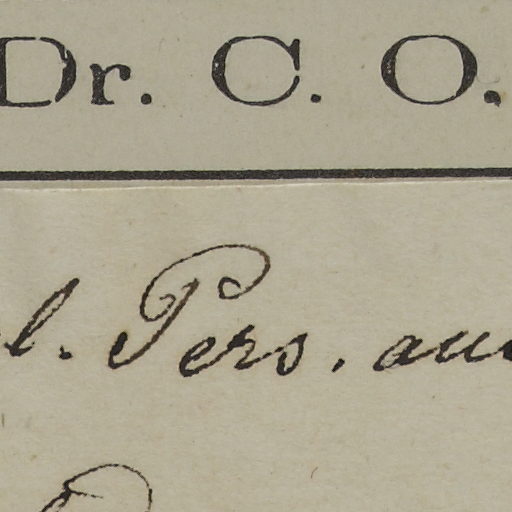 Dr. C. O.
l. Pers. au